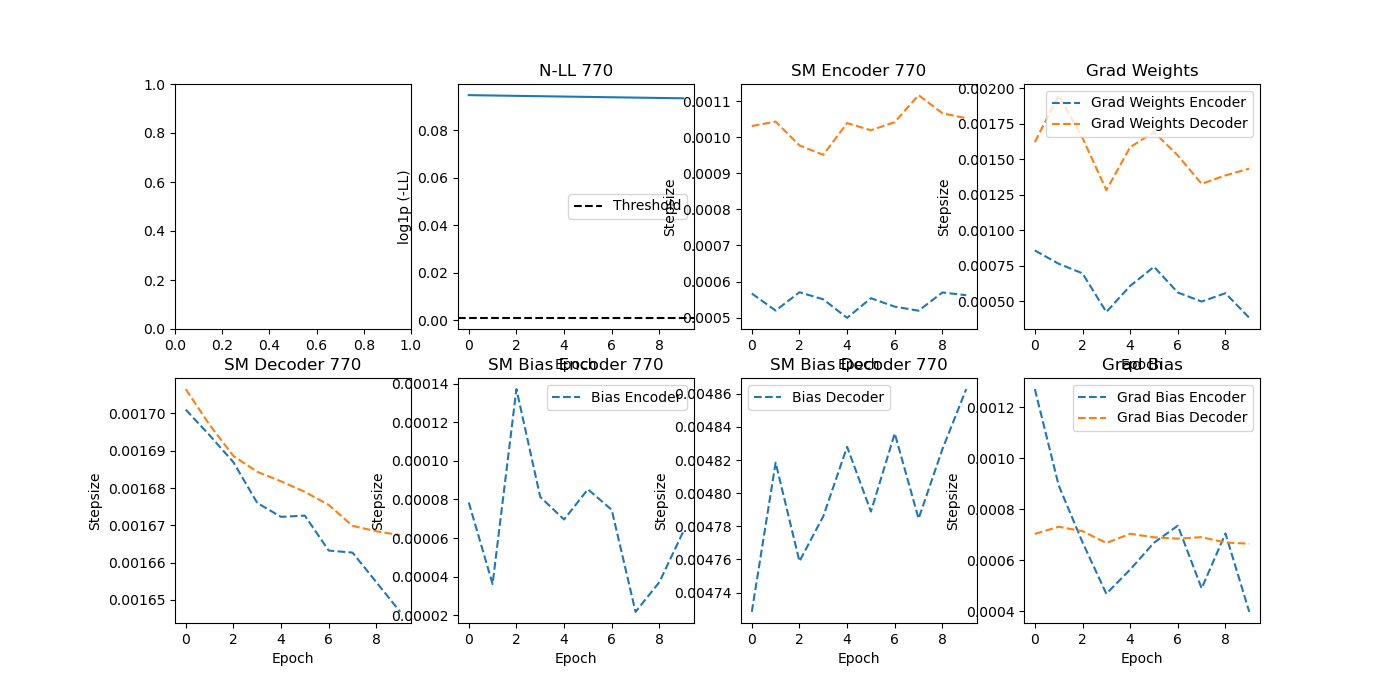 N-LL 770
SM Encoder 770
Grad Weights
1.0
0.8
0.6
0.4
0.2
0.0
0.0 0.2 0.4 0.6 0.8 1.0
log1p (-LL)
0.08
0.06
0.04
0.02
0.00
Threshold
0 2 4 6 8
Epoch
Stepsize
0.0011
0.0010
0.0009
0.0008
0.0007
0.0006
0.0005
0 2 4 6 8
Epoch
Stepsize
0.00200
0.00175
0.00150
0.00125
0.00100
0.00075
0.00050
Grad Weights Encoder
Grad Weights Decoder
0 2 4 6 8
Epoch
SM Decoder 770
SM Bias Encoder 770
SM Bias Decoder 770
Grad Bias
Stepsize
0.00170
0.00169
0.00168
0.00167
0.00166
0.00165
0 2 4 6 8
Epoch
Stepsize
0.00014
0.00012
0.00010
0.00008
0.00006
0.00004
0.00002
Bias Encoder
0 2 4 6 8
Epoch
Stepsize
0.00486
0.00484
0.00482
0.00480
0.00478
0.00476
0.00474
Bias Decoder
0 2 4 6 8
Epoch
Stepsize
0.0012
0.0010
0.0008
0.0006
0.0004
Grad Bias Encoder
Grad Bias Decoder
0 2 4 6 8
Epoch